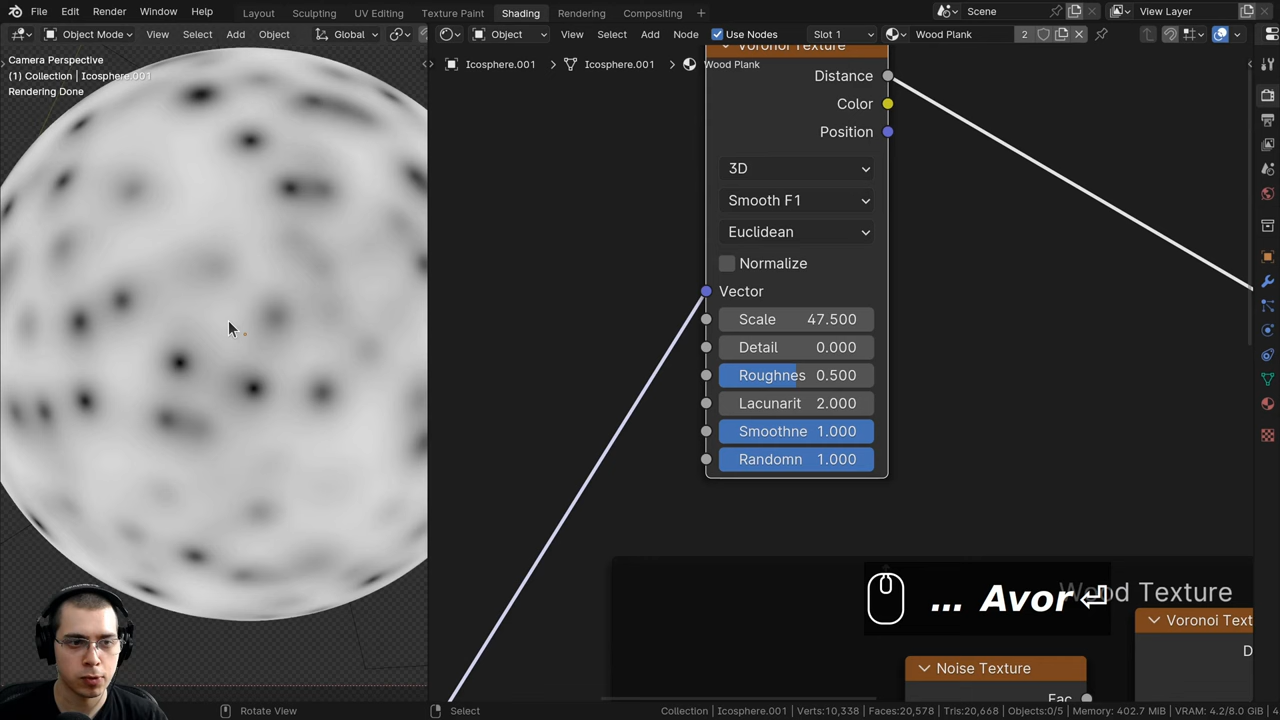 File Edit Render Window Help Layout Sculpting UV Editing Texture Paint Shading Rendering Compositing Scene View Layer
Object Mode View Select Add Object Global Object View Select Add Node Use Nodes Slot 1 Wood Plank 2
Camera Perspective
(1) Collection | Icosphere.001
Rendering Done
Icosphere.001 Icosphere.001 Wood Plank
Voronoi Texture
Distance
Color
Position
3D
Smooth F1
Euclidean
Normalize
Vector
Scale 47.500
Detail 0.000
Roughnes 0.500
Lacunarit 2.000
Smoothne 1.000
Randomn 1.000
... Avor ⏎
Wood Texture
Voronoi Text
D
Noise Texture
Fac
Rotate View Select Collection | Icosphere.001 | Verts:10,338 | Faces:20,578 | Tris:20,668 | Objects:0/5 | Memory: 402.7 MiB | VRAM: 4.2/8.0 GiB | 4